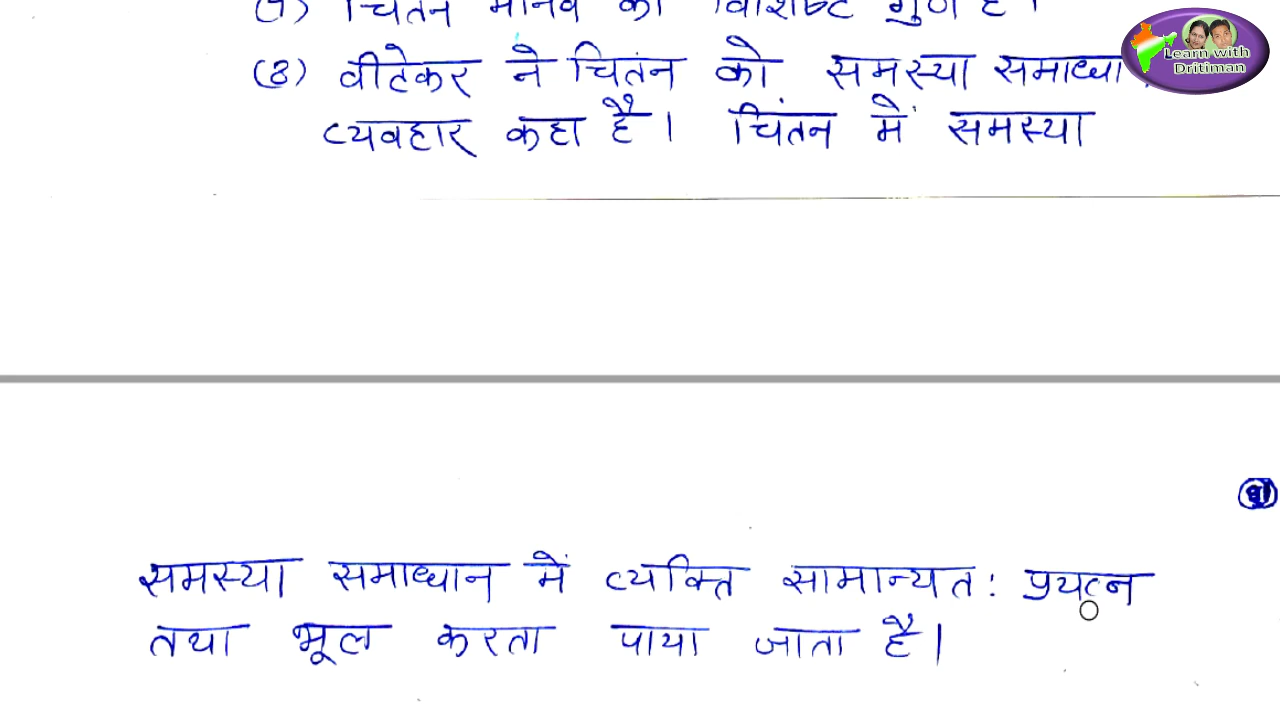 (7) चिंतन मानव का विशिष्ट गुण है।
(8) वीटेकर ने चितंन को समस्या समाधा
व्यवहार कहा है। चिंतन में समस्या
समस्या समाधान में व्यक्ति सामान्यत: प्रयत्न
तथा भूल करता पाया जाता है।
Learn with
Dritiman